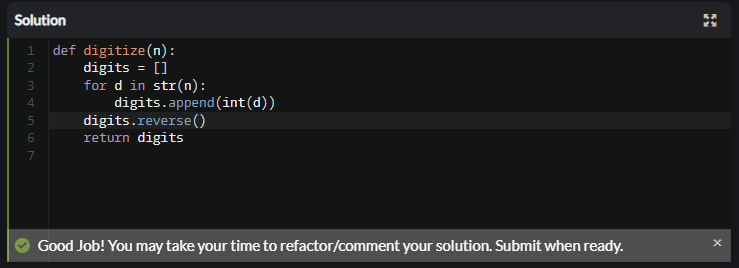 Solution
1 def digitize(n):
2     digits = []
3     for d in str(n):
4         digits.append(int(d))
5     digits.reverse()
6     return digits
7
Good Job! You may take your time to refactor/comment your solution. Submit when ready. ×